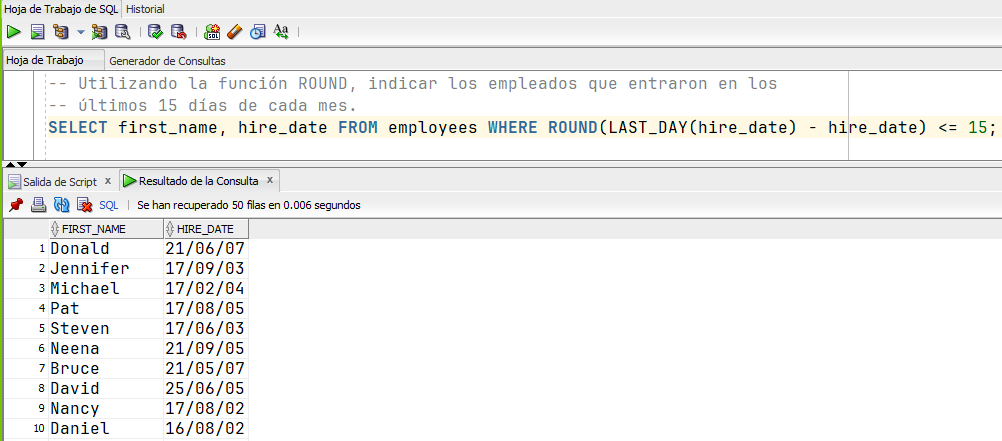 Hoja de Trabajo de SQL Historial
Hoja de Trabajo Generador de Consultas
-- Utilizando la función ROUND, indicar los empleados que entraron en los
-- últimos 15 días de cada mes.
SELECT first_name, hire_date FROM employees WHERE ROUND(LAST_DAY(hire_date) - hire_date) <= 15;
Salida de Script x Resultado de la Consulta x
SQL | Se han recuperado 50 filas en 0.006 segundos
FIRST_NAME HIRE_DATE
1 Donald 21/06/07
2 Jennifer 17/09/03
3 Michael 17/02/04
4 Pat 17/08/05
5 Steven 17/06/03
6 Neena 21/09/05
7 Bruce 21/05/07
8 David 25/06/05
9 Nancy 17/08/02
10 Daniel 16/08/02